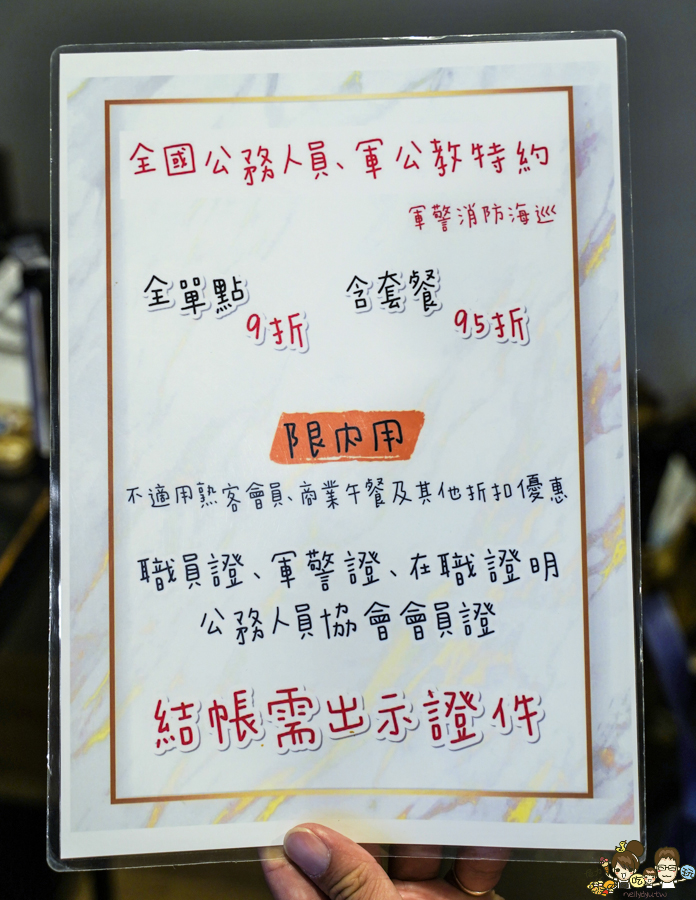 全國公務人員、軍公教特約
軍警消防海巡
全單點 含套餐
9折 95折
限內用
不適用熟客會員、商業午餐及其他折扣優惠
職員證、軍警證、在職證明
公務人員協會會員證
結帳需出示證件